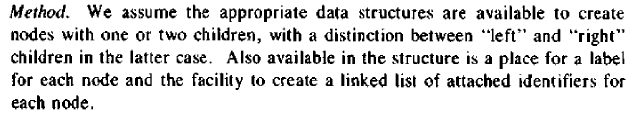 Method. We assume the appropriate data structures are available to create
nodes with one or two children, with a distinction between "left" and "right"
children in the latter case. Also available in the structure is a place for a label
for each node and the facility to create a linked list of attached identifiers for
each node.